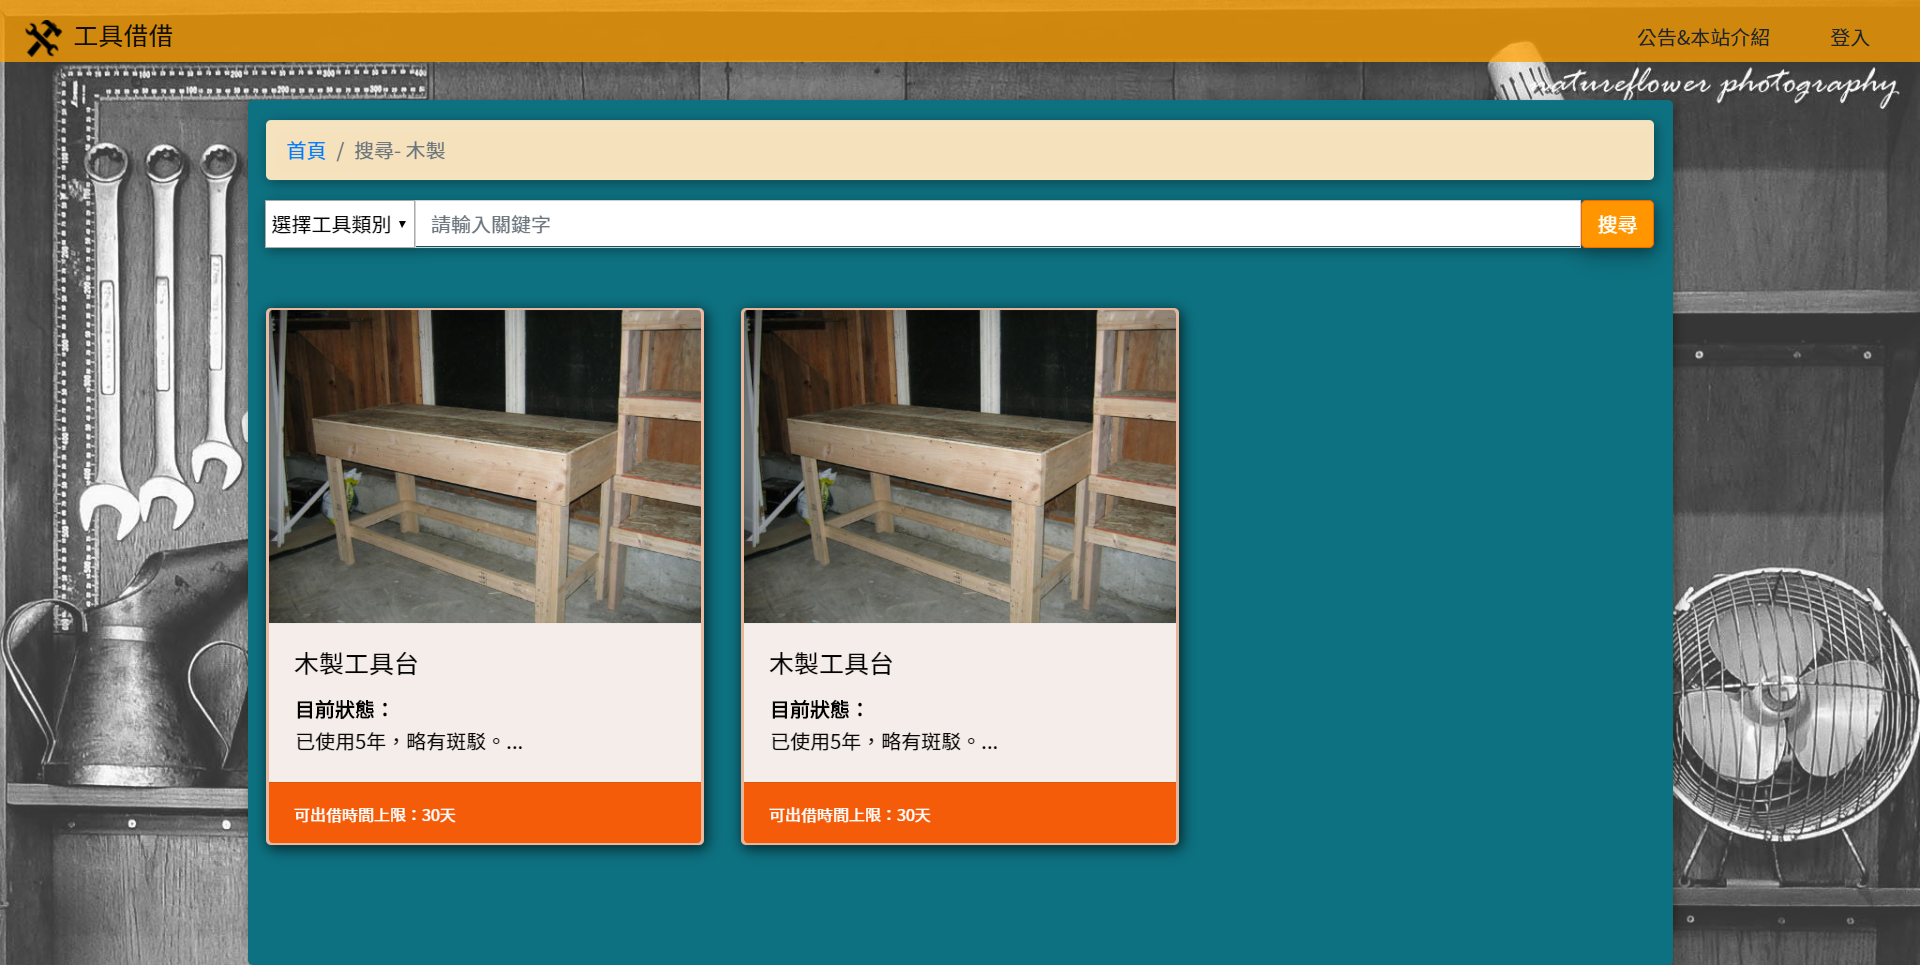 工具借借
公告&本站介紹
登入
natureflower photography
首頁 / 搜尋- 木製
選擇工具類別
請輸入關鍵字
搜尋
木製工具台
目前狀態：
已使用5年，略有斑駁。...
可出借時間上限：30天
木製工具台
目前狀態：
已使用5年，略有斑駁。...
可出借時間上限：30天